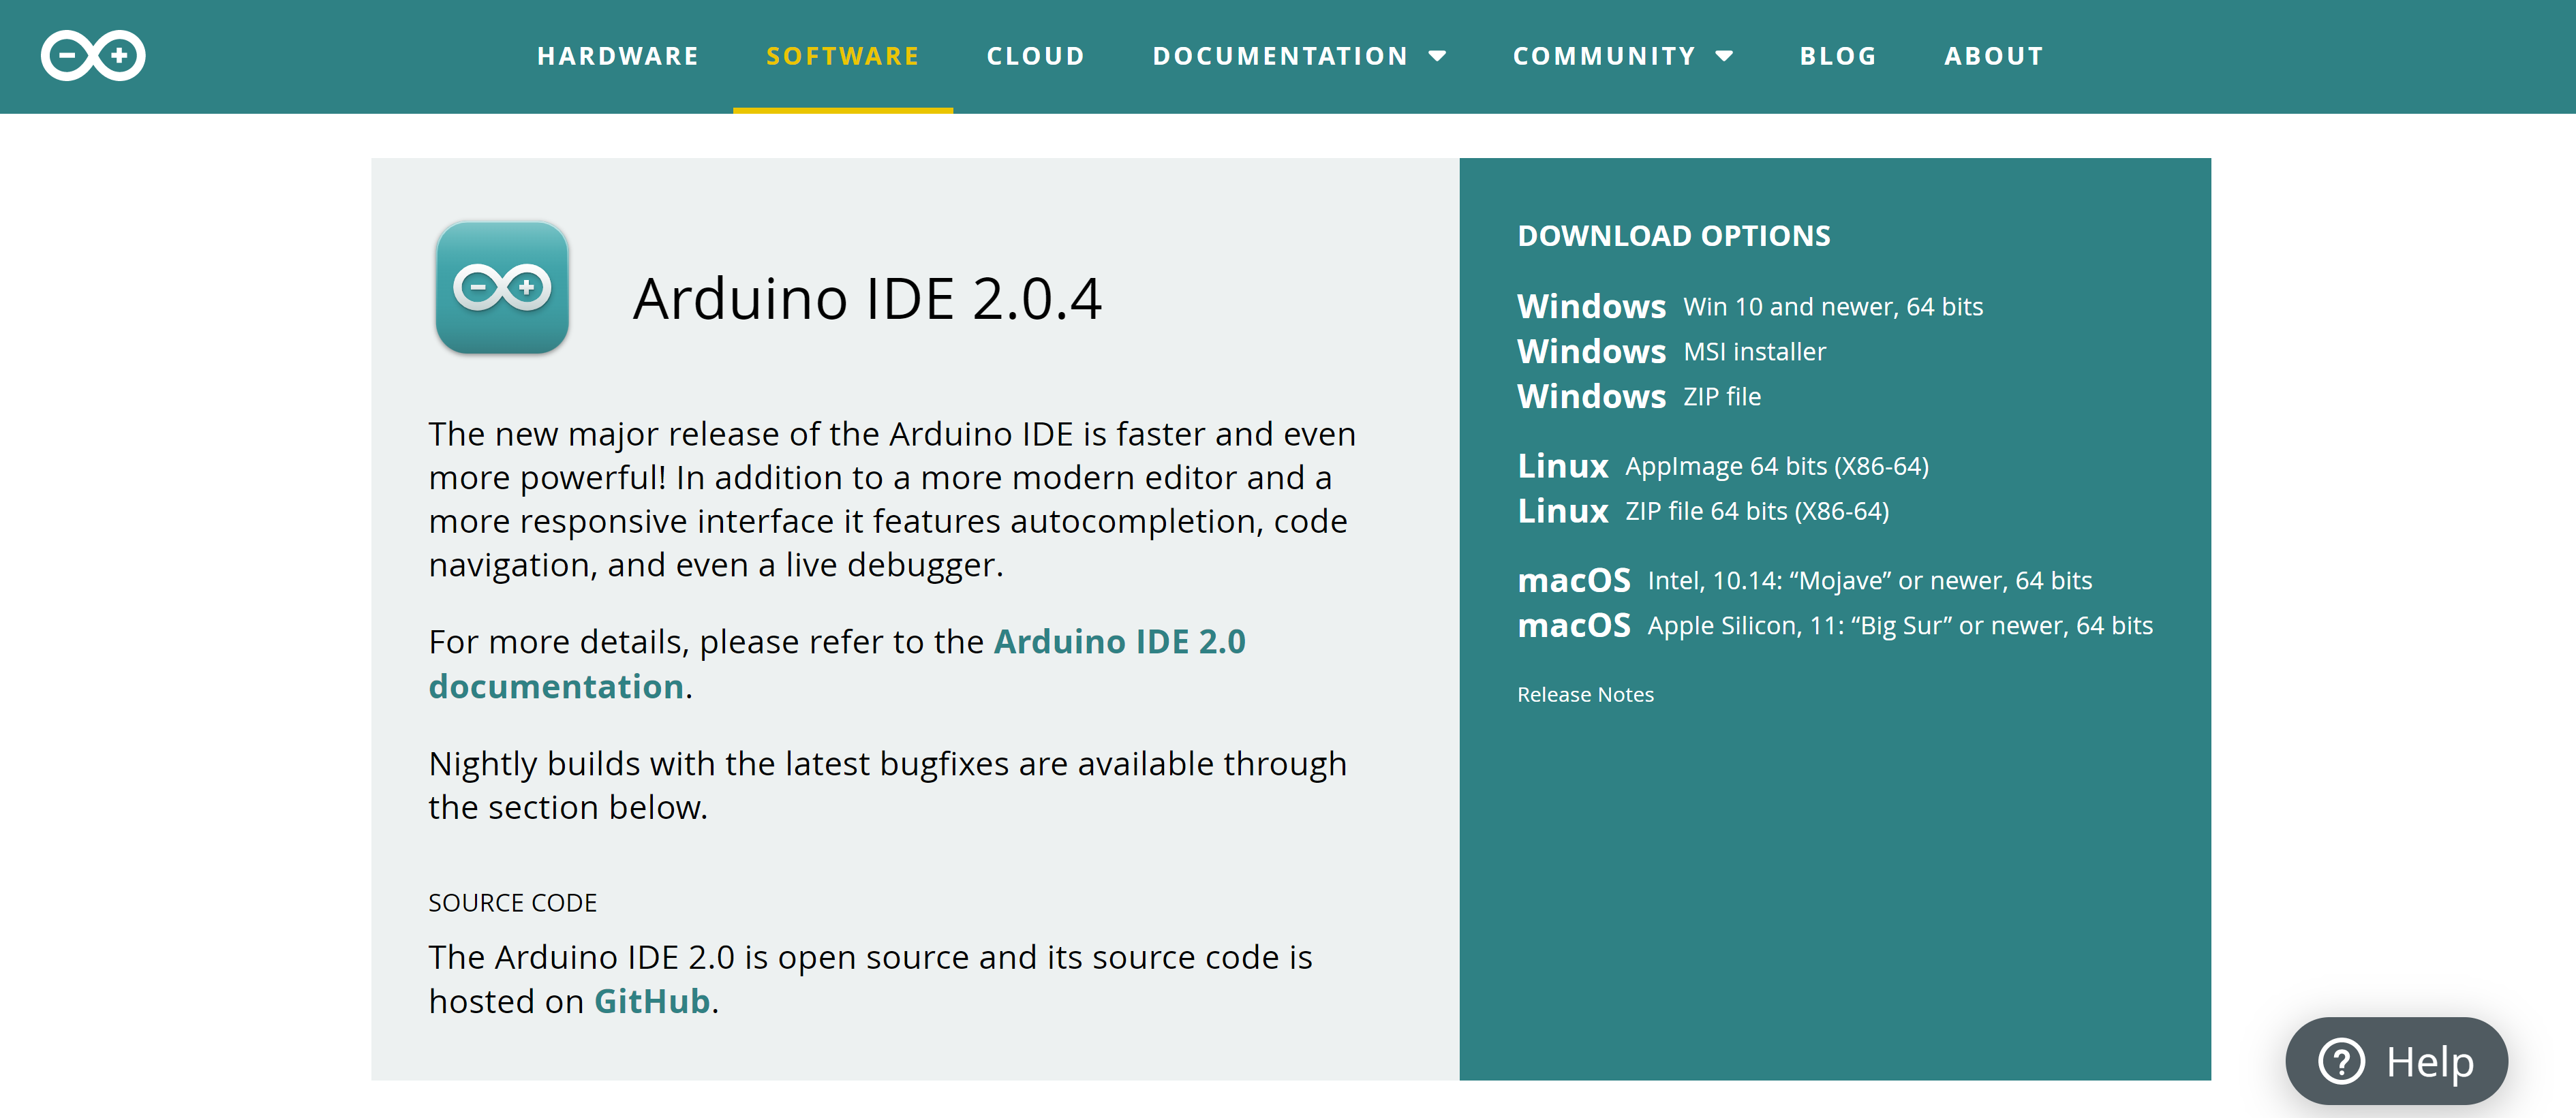 HARDWARE SOFTWARE CLOUD DOCUMENTATION COMMUNITY BLOG ABOUT
Arduino IDE 2.0.4
The new major release of the Arduino IDE is faster and even
more powerful! In addition to a more modern editor and a
more responsive interface it features autocompletion, code
navigation, and even a live debugger.
For more details, please refer to the Arduino IDE 2.0
documentation.
Nightly builds with the latest bugfixes are available through
the section below.
SOURCE CODE
The Arduino IDE 2.0 is open source and its source code is
hosted on GitHub.
DOWNLOAD OPTIONS
Windows Win 10 and newer, 64 bits
Windows MSI installer
Windows ZIP file
Linux AppImage 64 bits (X86-64)
Linux ZIP file 64 bits (X86-64)
macOS Intel, 10.14: “Mojave” or newer, 64 bits
macOS Apple Silicon, 11: “Big Sur” or newer, 64 bits
Release Notes
Help